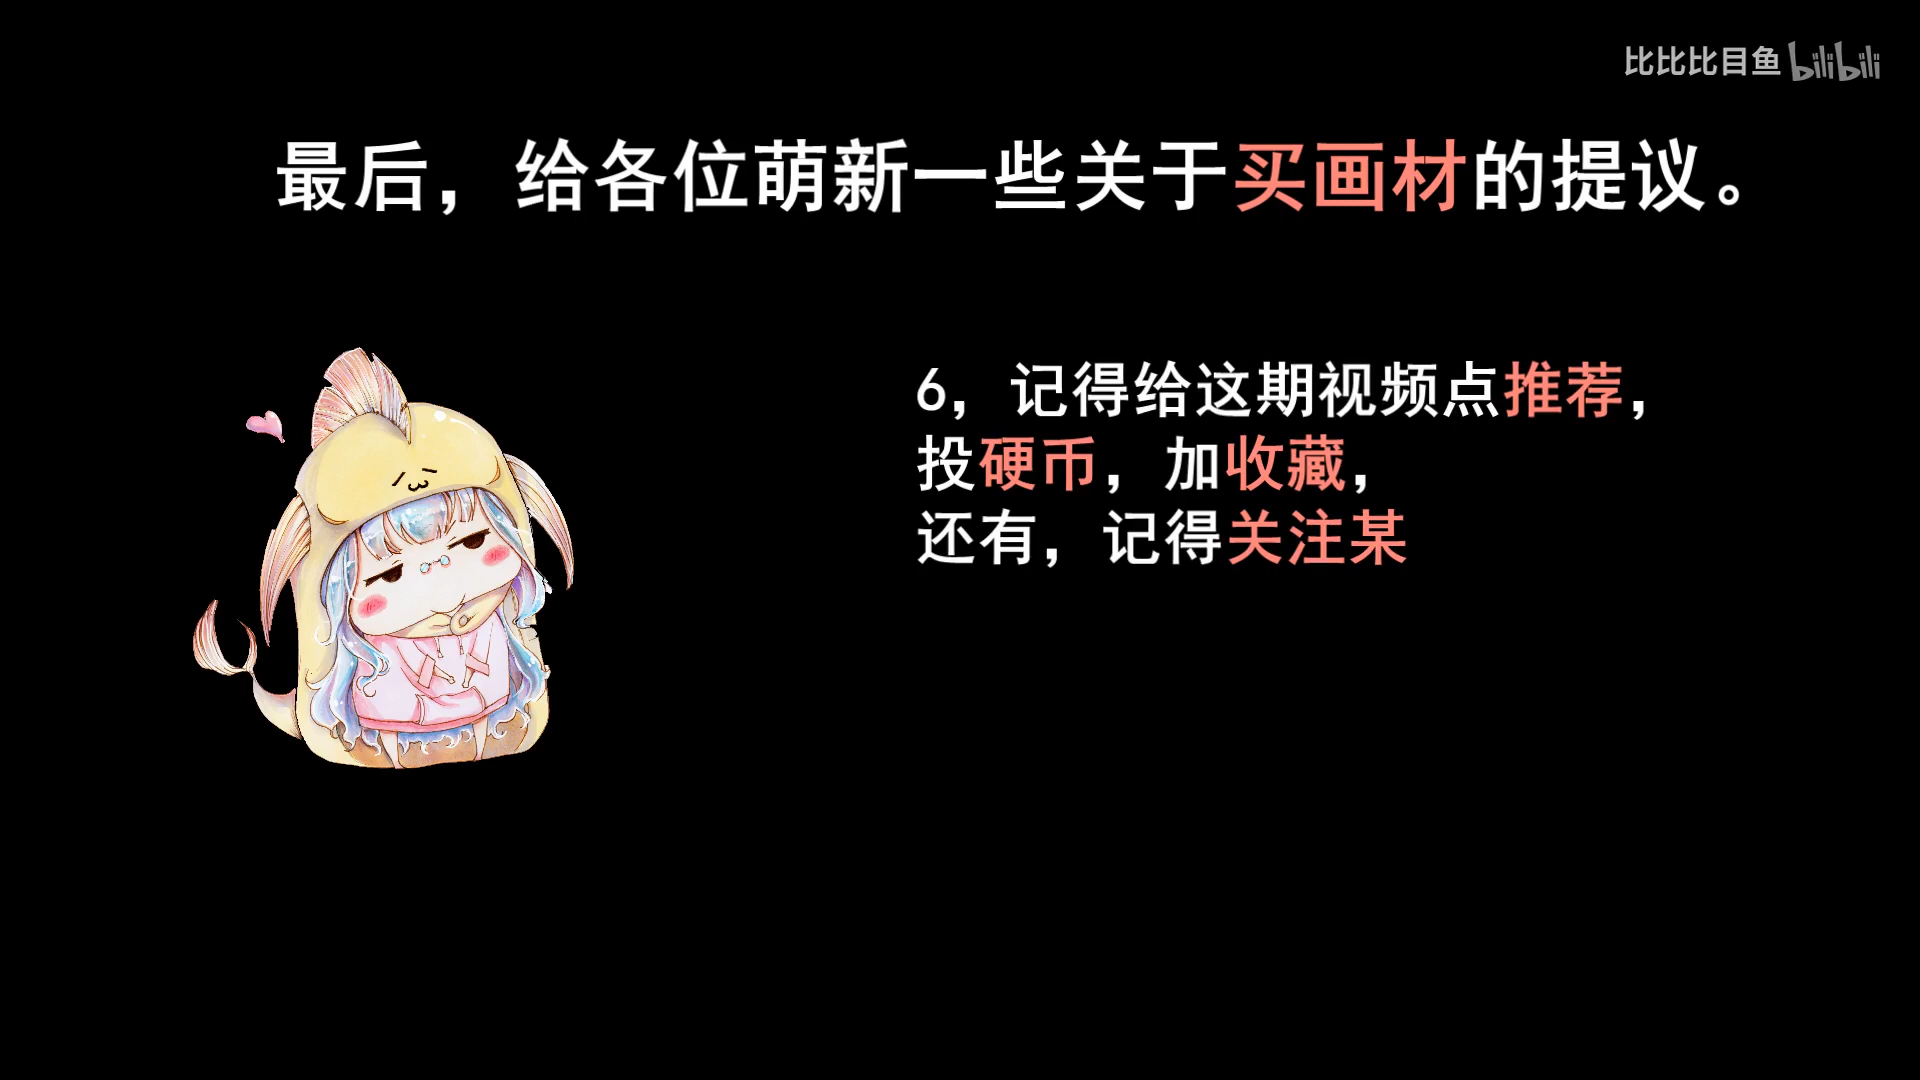 比比比目鱼 bilibili
最后，给各位萌新一些关于买画材的提议。
6，记得给这期视频点推荐，
投硬币，加收藏，
还有，记得关注某